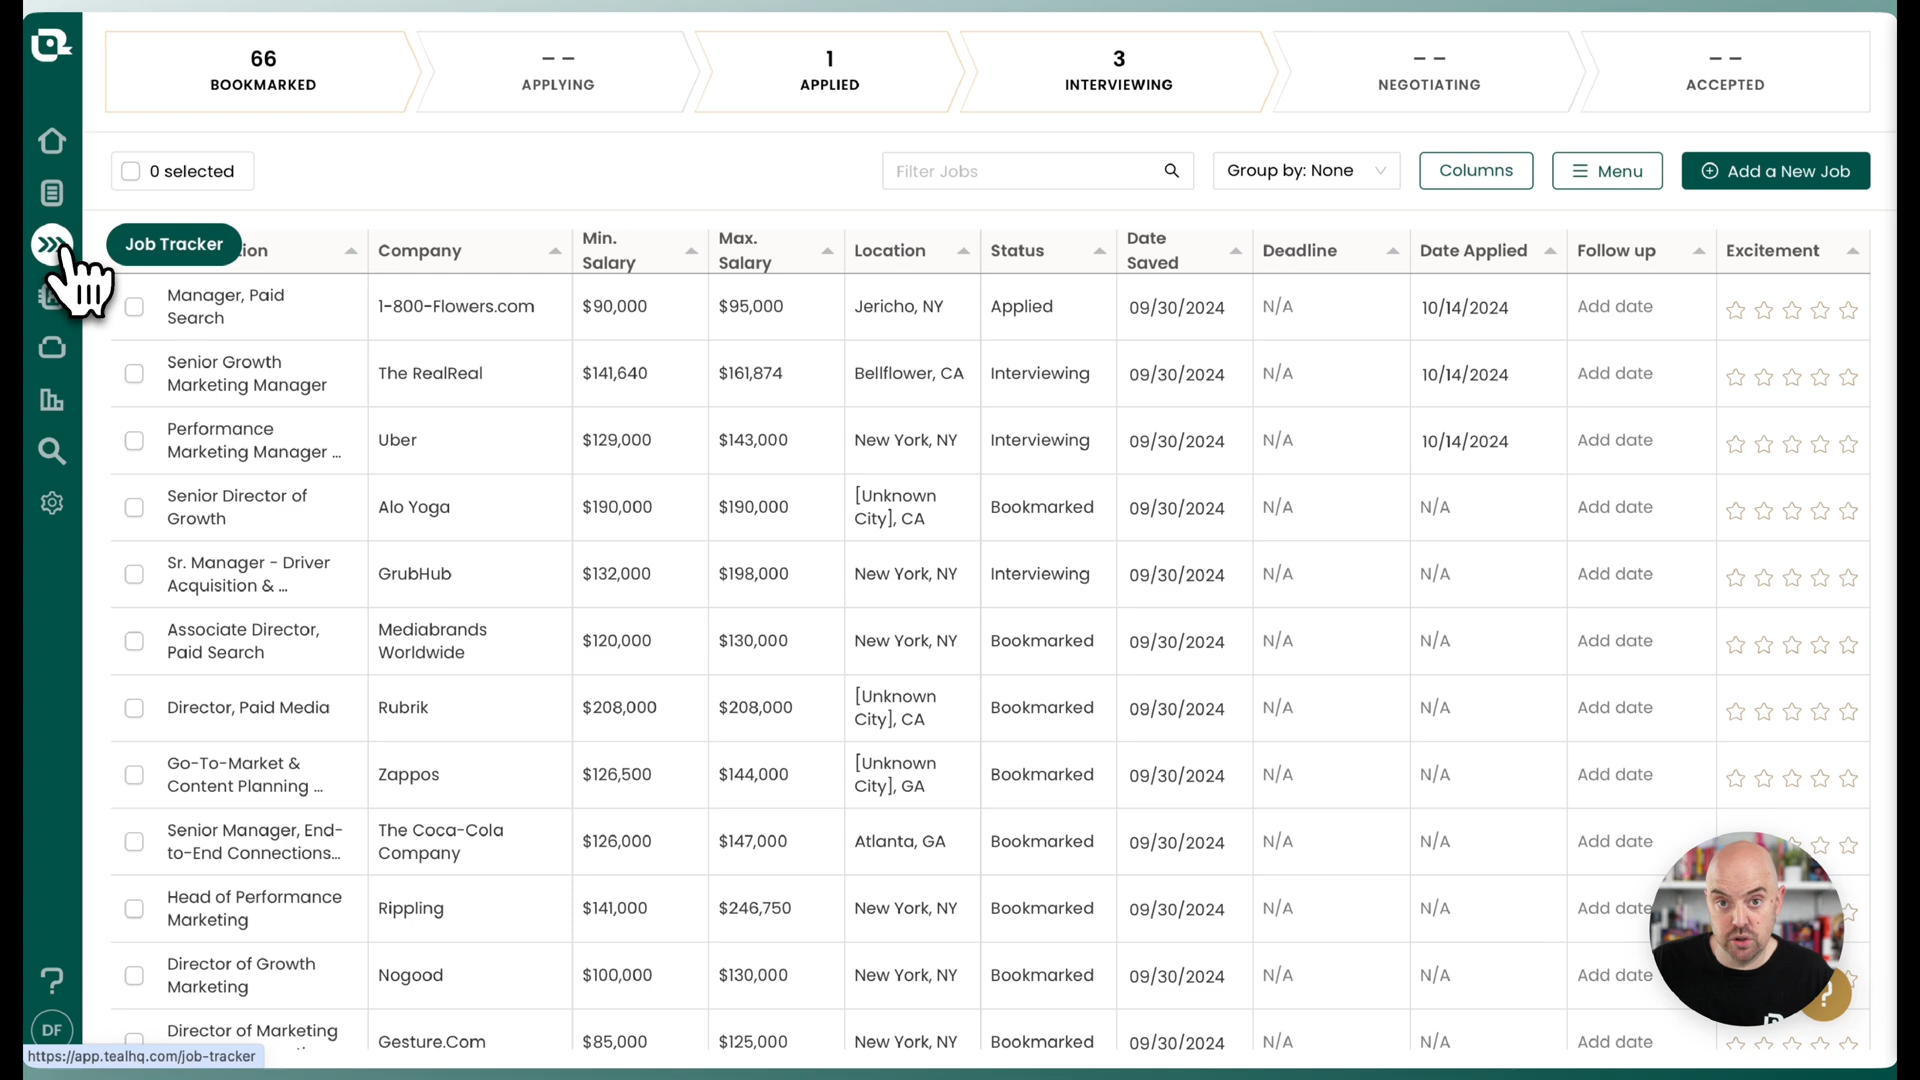 66
BOOKMARKED
– –
APPLYING
1
APPLIED
3
INTERVIEWING
– –
NEGOTIATING
– –
ACCEPTED
0 selected
Filter Jobs
Group by: None
Columns
Menu
Add a New Job
Job Tracker
tion
Company
Min.
Salary
Max.
Salary
Location
Status
Date
Saved
Deadline
Date Applied
Follow up
Excitement
Manager, Paid
Search
1-800-Flowers.com
$90,000
$95,000
Jericho, NY
Applied
09/30/2024
N/A
10/14/2024
Add date
Senior Growth
Marketing Manager
The RealReal
$141,640
$161,874
Bellflower, CA
Interviewing
09/30/2024
N/A
10/14/2024
Add date
Performance
Marketing Manager ...
Uber
$129,000
$143,000
New York, NY
Interviewing
09/30/2024
N/A
10/14/2024
Add date
Senior Director of
Growth
Alo Yoga
$190,000
$190,000
[Unknown
City], CA
Bookmarked
09/30/2024
N/A
N/A
Add date
Sr. Manager - Driver
Acquisition & ...
GrubHub
$132,000
$198,000
New York, NY
Interviewing
09/30/2024
N/A
N/A
Add date
Associate Director,
Paid Search
Mediabrands
Worldwide
$120,000
$130,000
New York, NY
Bookmarked
09/30/2024
N/A
N/A
Add date
Director, Paid Media
Rubrik
$208,000
$208,000
[Unknown
City], CA
Bookmarked
09/30/2024
N/A
N/A
Add date
Go-To-Market &
Content Planning ...
Zappos
$126,500
$144,000
[Unknown
City], GA
Bookmarked
09/30/2024
N/A
N/A
Add date
Senior Manager, End-
to-End Connections...
The Coca-Cola
Company
$126,000
$147,000
Atlanta, GA
Bookmarked
09/30/2024
N/A
N/A
Add date
Head of Performance
Marketing
Rippling
$141,000
$246,750
New York, NY
Bookmarked
09/30/2024
N/A
N/A
Add date
Director of Growth
Marketing
Nogood
$100,000
$130,000
New York, NY
Bookmarked
09/30/2024
N/A
N/A
Add date
Director of Marketing
Gesture.Com
$85,000
$125,000
New York, NY
Bookmarked
09/30/2024
N/A
N/A
Add date
?
DF
https://app.tealhq.com/job-tracker
?